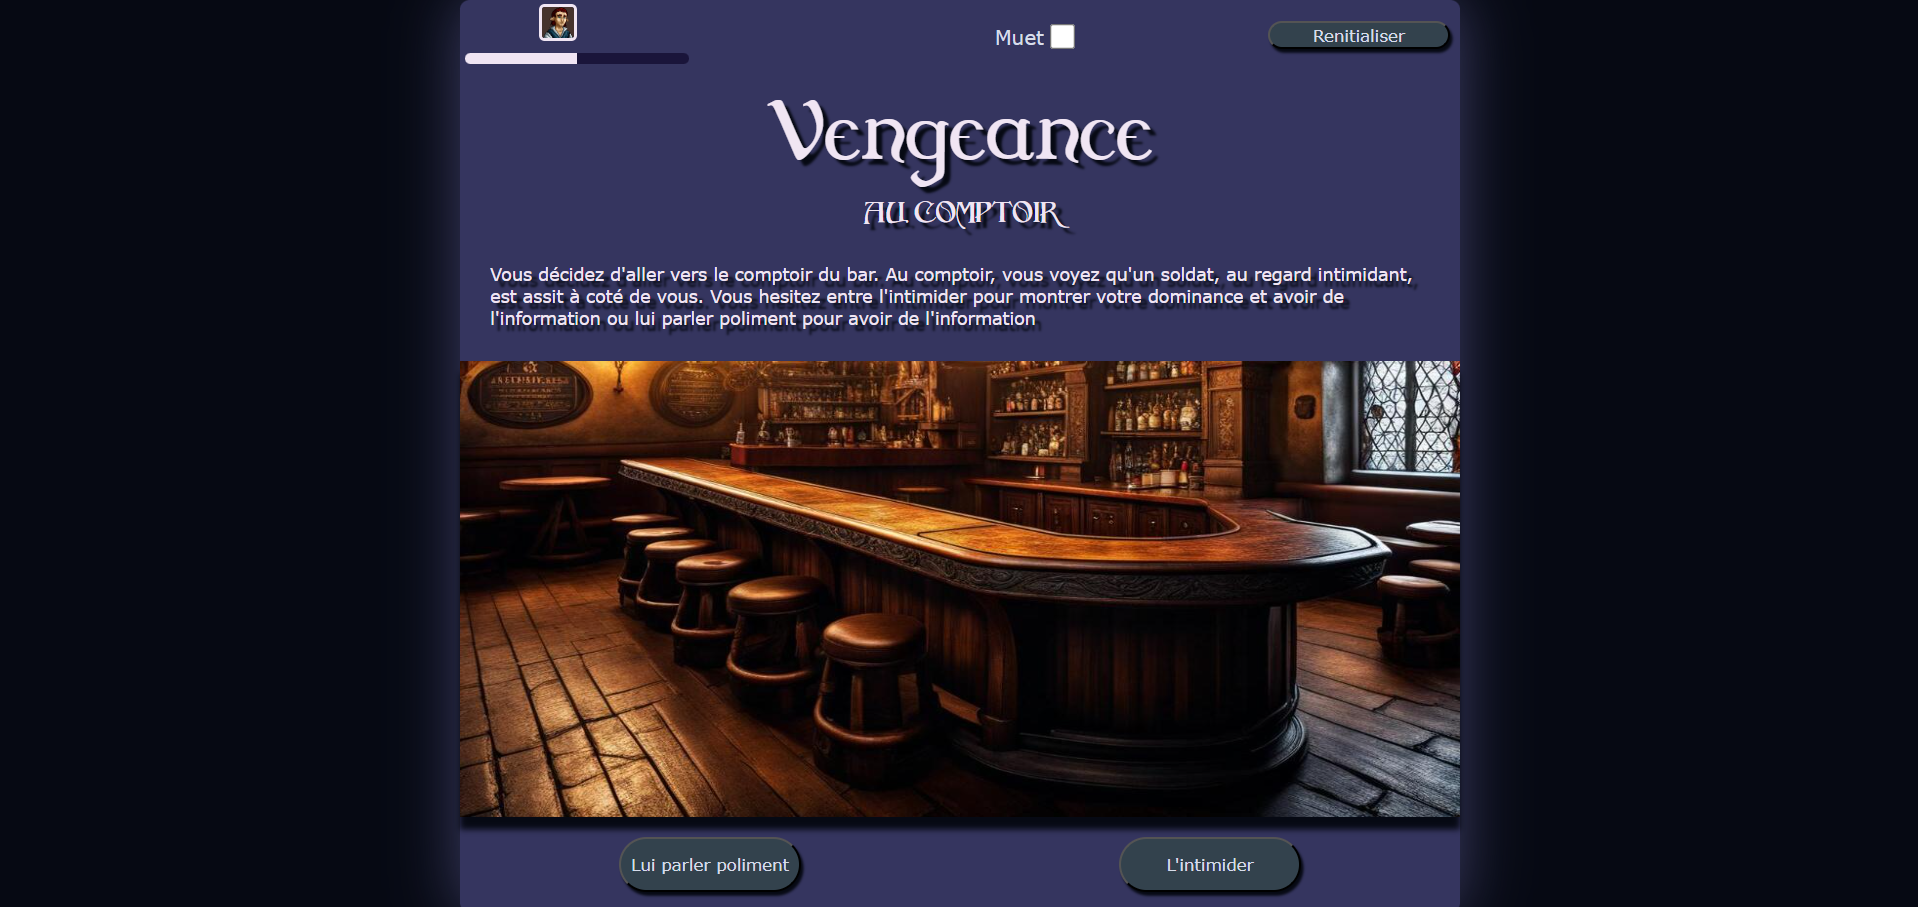 Muet
Renitialiser
Vengeance
AU COMPTOIR
Vous décidez d'aller vers le comptoir du bar. Au comptoir, vous voyez qu'un soldat, au regard intimidant,
est assit à coté de vous. Vous hesitez entre l'intimider pour montrer votre dominance et avoir de
l'information ou lui parler poliment pour avoir de l'information
Lui parler poliment
L'intimider